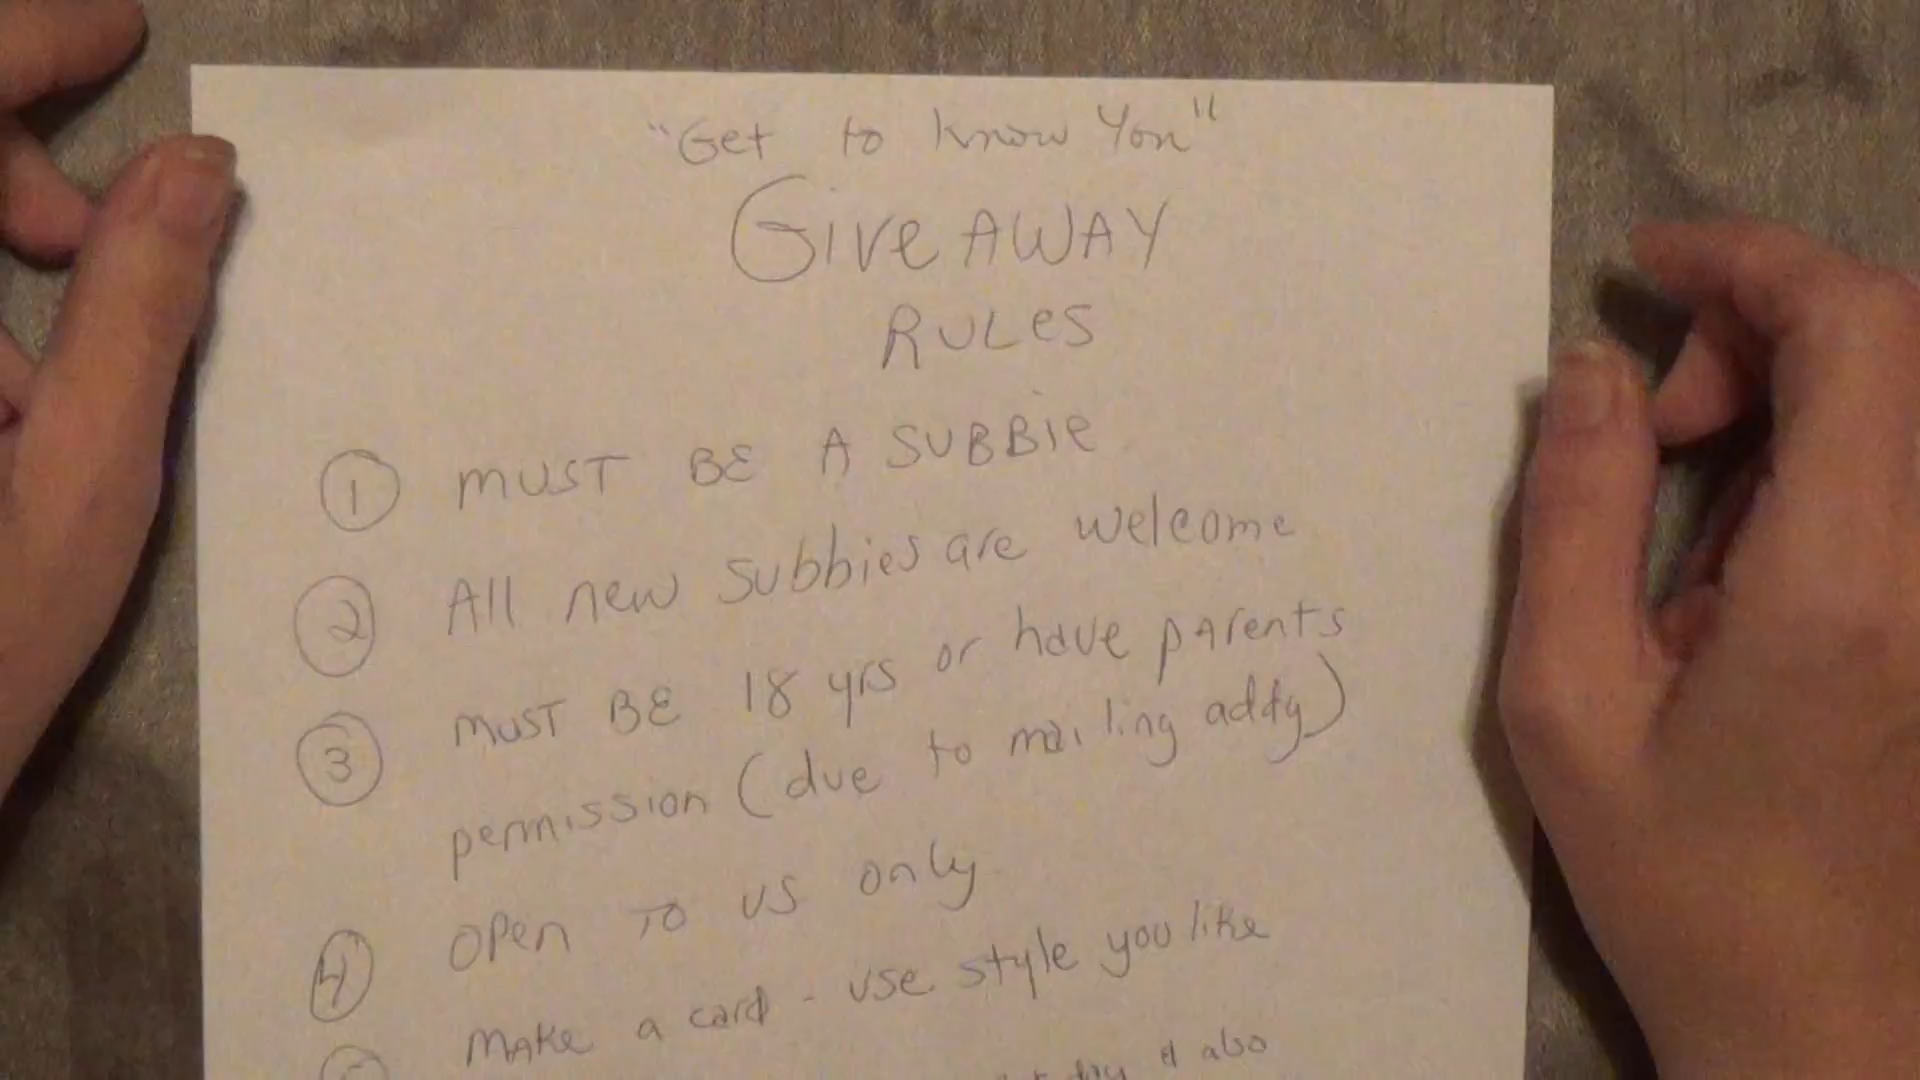 "Get to know You"
GiveAWAY
RULes
① MUST BE A SUBBie
② All new subbies are welcome
③ MUST BE 18 yrs or have pArents
permission (due to mailing addy)
④ OPen TO US only
MAKe a card - use style you like
day & also